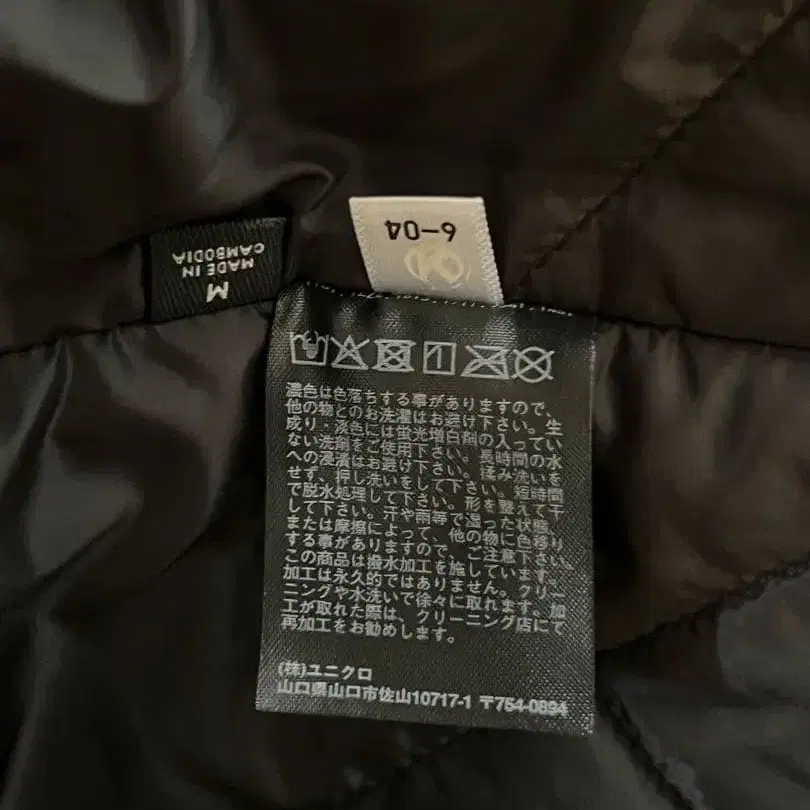 6-04
M
MADE IN
CAMBODIA
濃色は色落ちする事がありますので、
他の物とのお洗濯はお避け下さい。生
成り・淡色には蛍光増白剤の入ってい
ない洗剤をご使用下さい。長時間の水
への浸漬はお避け下さい。揉み洗いを
せず、押し洗いをして下さい。短時間
で脱水処理して下さい。形を整えて干
して下さい。汗や雨等で湿った状態、
または摩擦によって、他の物に色移り
する事がありますので、ご注意下さい。
この商品は撥水加工を施しています。
加工は永久的ではありません。クリー
ニングや水洗いで徐々に取れます。加
工が取れた際は、クリーニング店にて
再加工をお勧めします。
(株)ユニクロ
山口県山口市佐山10717-1 〒754-0894